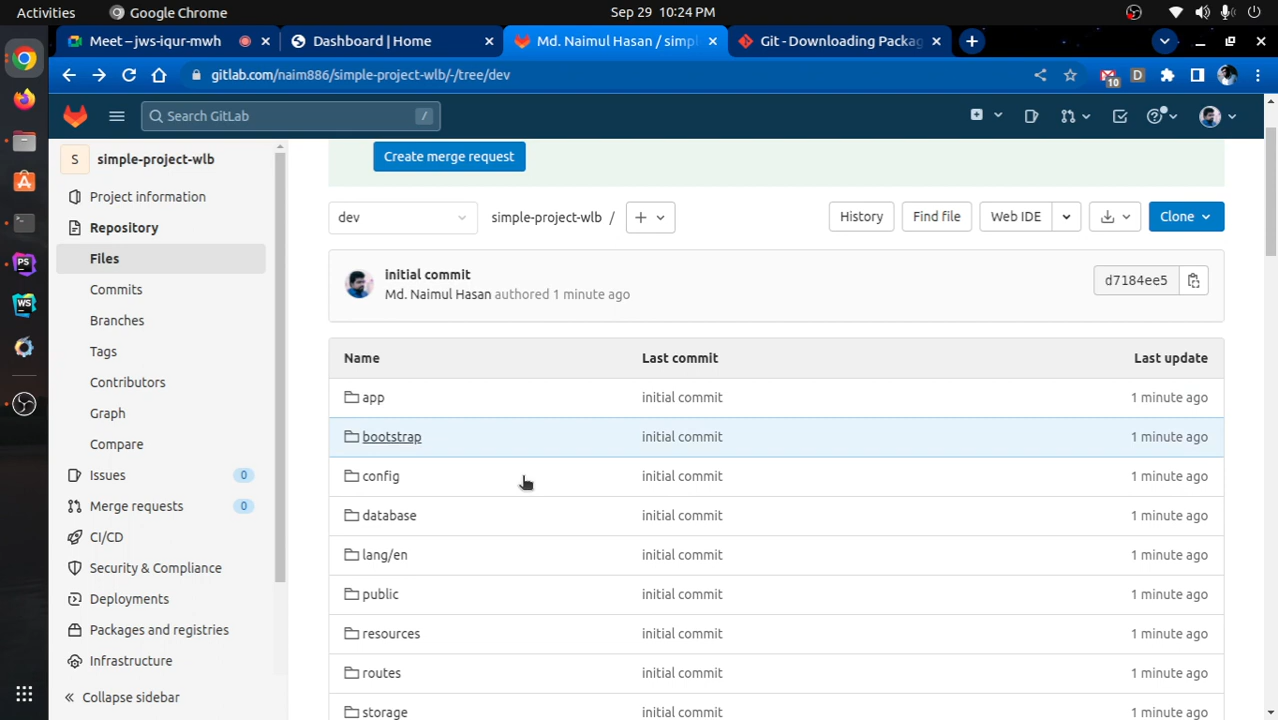 Activities Google Chrome Sep 29 10:24 PM
Meet – jws-iqur-mwh Dashboard | Home Md. Naimul Hasan / simpl Git - Downloading Packag
gitlab.com/naim886/simple-project-wlb/-/tree/dev
10
D
Search GitLab /
S simple-project-wlb
Create merge request
Project information
Repository
dev simple-project-wlb / History Find file Web IDE Clone
Files
Commits
Branches
Tags
Contributors
Graph
Compare
Issues 0
Merge requests 0
CI/CD
Security & Compliance
Deployments
Packages and registries
Infrastructure
Collapse sidebar
initial commit
Md. Naimul Hasan authored 1 minute ago
d7184ee5
Name Last commit Last update
app initial commit 1 minute ago
bootstrap initial commit 1 minute ago
config initial commit 1 minute ago
database initial commit 1 minute ago
lang/en initial commit 1 minute ago
public initial commit 1 minute ago
resources initial commit 1 minute ago
routes initial commit 1 minute ago
storage initial commit 1 minute ago
PS
WS